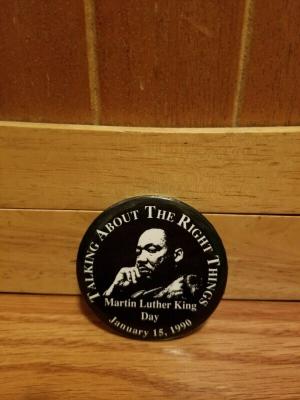 Talking About The Right Things
Martin Luther King
Day
January 15, 1990